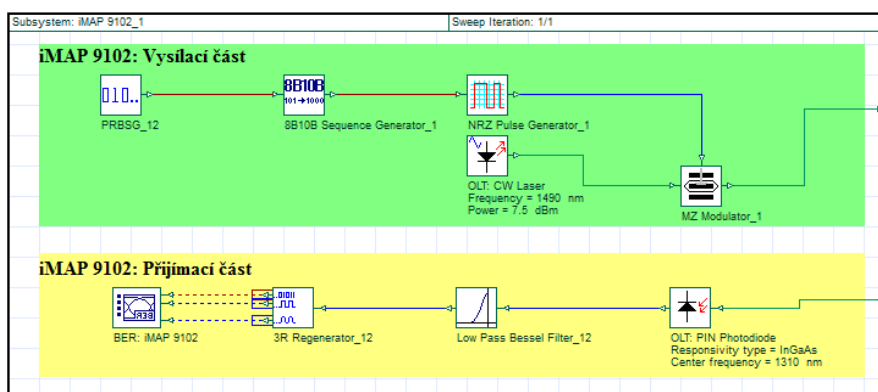 Subsystem: iMAP 9102_1
Sweep Iteration: 1/1
iMAP 9102: Vysílací část
010..
8B10B
101→1000
PRBSG_12
8B10B Sequence Generator_1
NRZ Pulse Generator_1
OLT: CW Laser
Frequency = 1490 nm
Power = 7.5 dBm
MZ Modulator_1
iMAP 9102: Přijímací část
BER: iMAP 9102
3R Regenerator_12
Low Pass Bessel Filter_12
OLT: PIN Photodiode
Responsivity type = InGaAs
Center frequency = 1310 nm